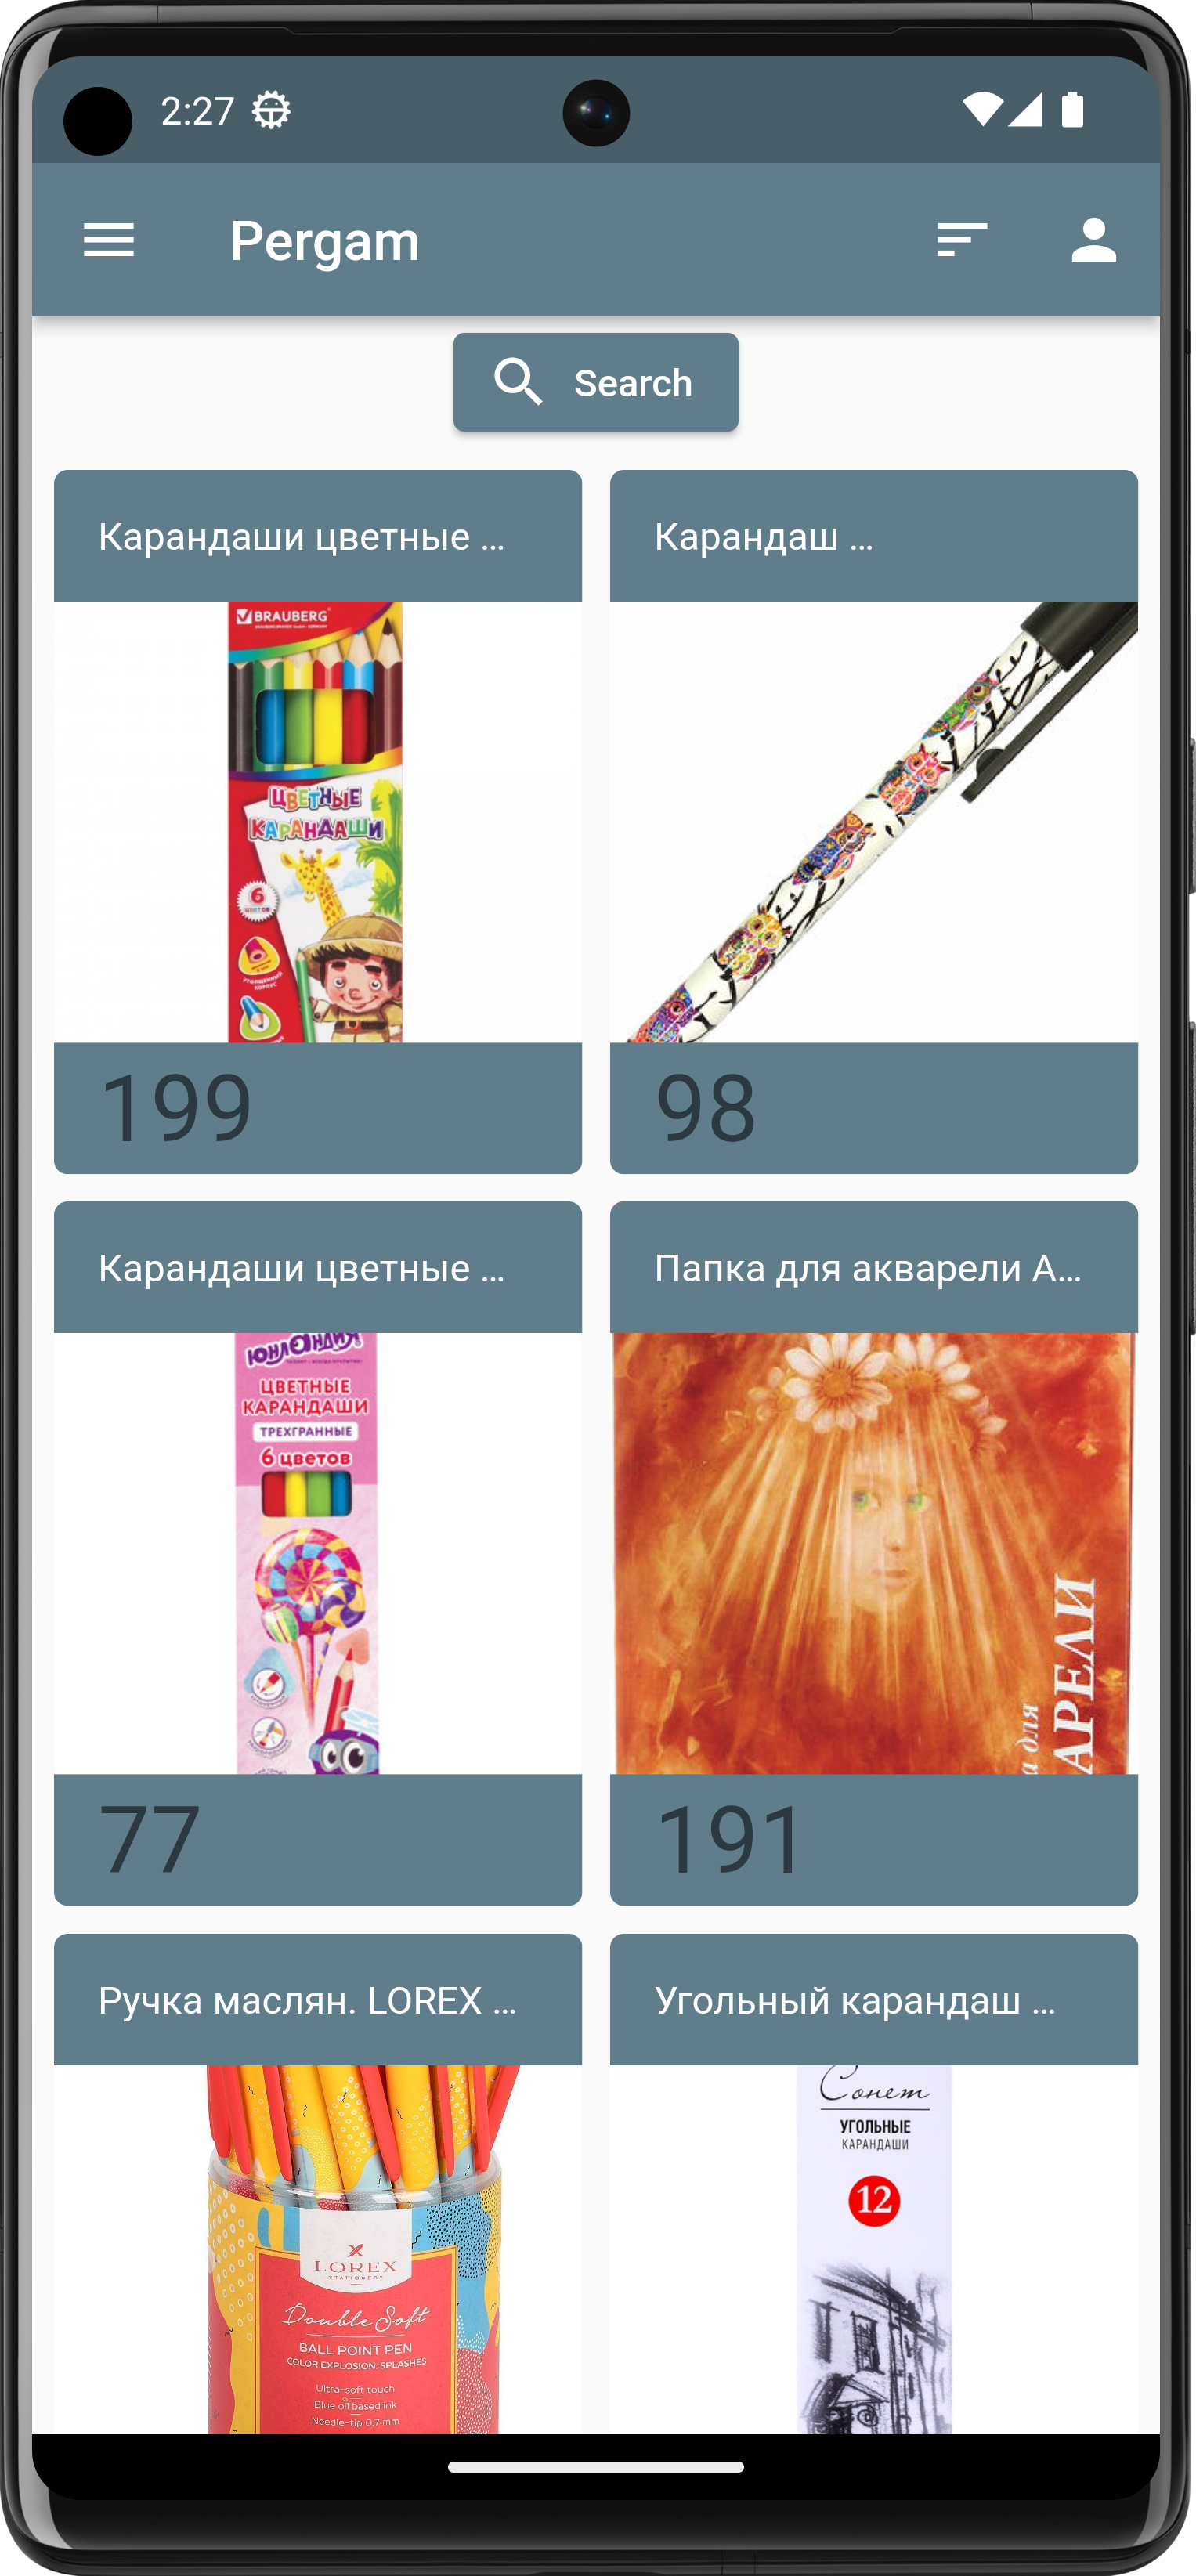 2:27
Pergam
Search
Карандаши цветные ...
Карандаш ...
BRAUBERG
ЦВЕТНЫЕ
КАРАНДАШИ
6
ЦВЕТОВ
УТОЛЩЕННЫЙ
КОРПУС
199
98
Карандаши цветные ...
Папка для акварели А...
ЮНЛАНДИЯ
ЦВЕТНЫЕ
КАРАНДАШИ
ТРЕХГРАННЫЕ
6 цветов
а для
АРЕЛИ
77
191
Ручка маслян. LOREX ...
Угольный карандаш ...
LOREX
STATIONERY
Double Soft
BALL POINT PEN
COLOR EXPLOSION. SPLASHES
Ultra-soft touch
Blue oil based ink
Needle-tip 0.7 mm
Сонет
УГОЛЬНЫЕ
КАРАНДАШИ
12